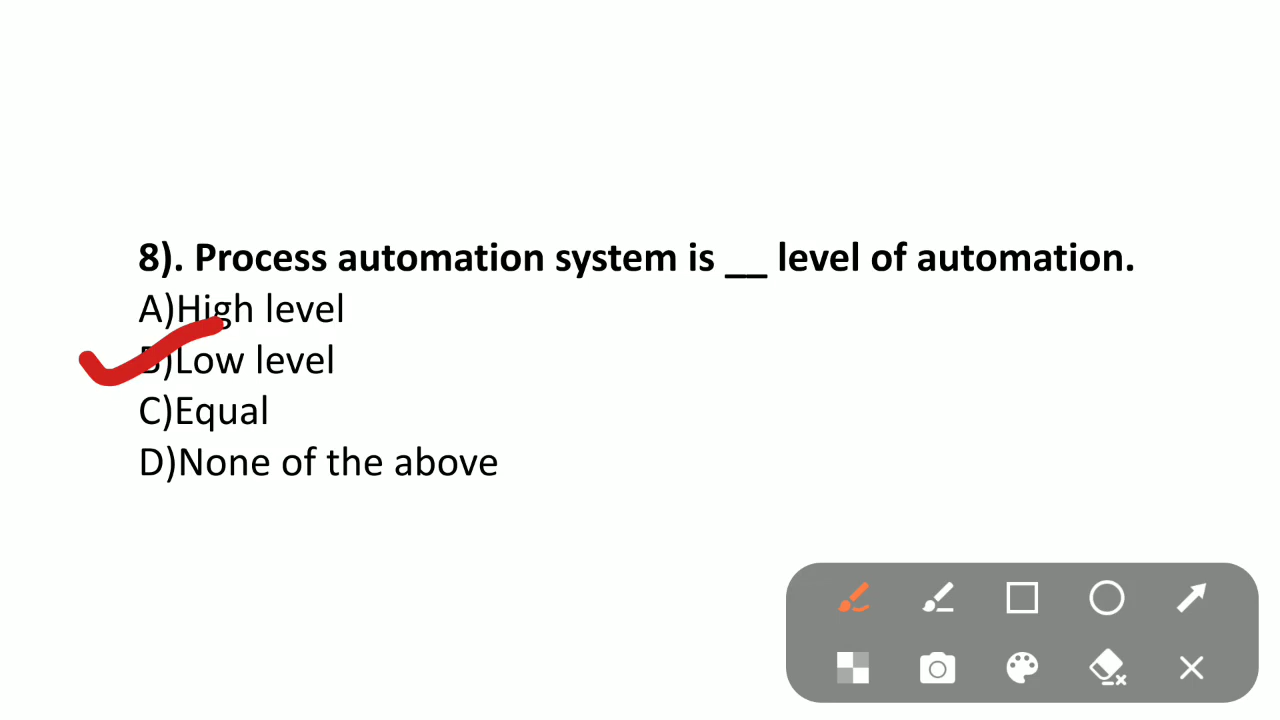 8). Process automation system is __ level of automation.
A)High level
B)Low level
C)Equal
D)None of the above